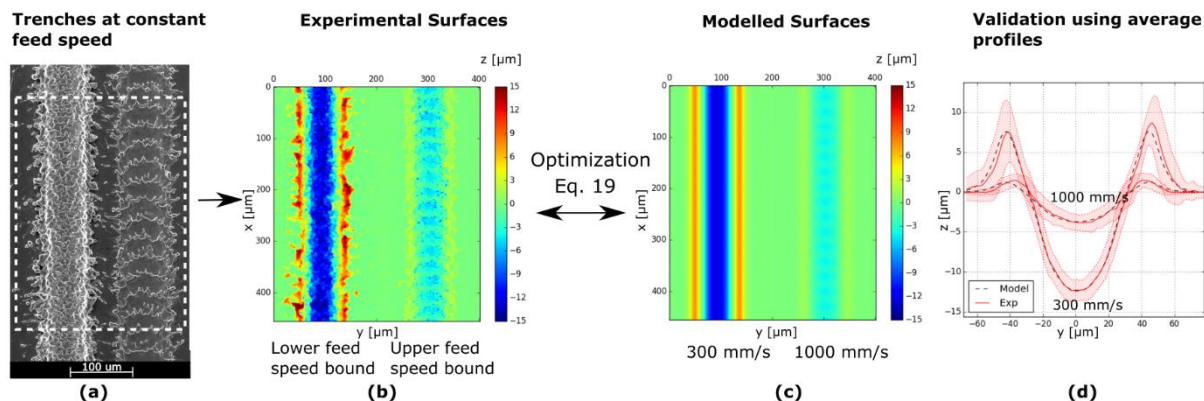 Trenches at constant
feed speed
100 um
(a)
Experimental Surfaces
z [μm]
0 100 200 300 400
0
100
200
300
400
x [μm]
15
12
9
6
3
0
−3
−6
−9
−12
−15
y [μm]
Lower feed
speed bound
Upper feed
speed bound
(b)
Optimization
Eq. 19
Modelled Surfaces
z [μm]
0 100 200 300 400
0
100
200
300
400
x [μm]
15
12
9
6
3
0
−3
−6
−9
−12
−15
y [μm]
300 mm/s
1000 mm/s
(c)
Validation using average
profiles
z [μm]
10
5
0
−5
−10
−15
1000 mm/s
300 mm/s
Model
Exp
−60 −40 −20 0 20 40 60
y [μm]
(d)